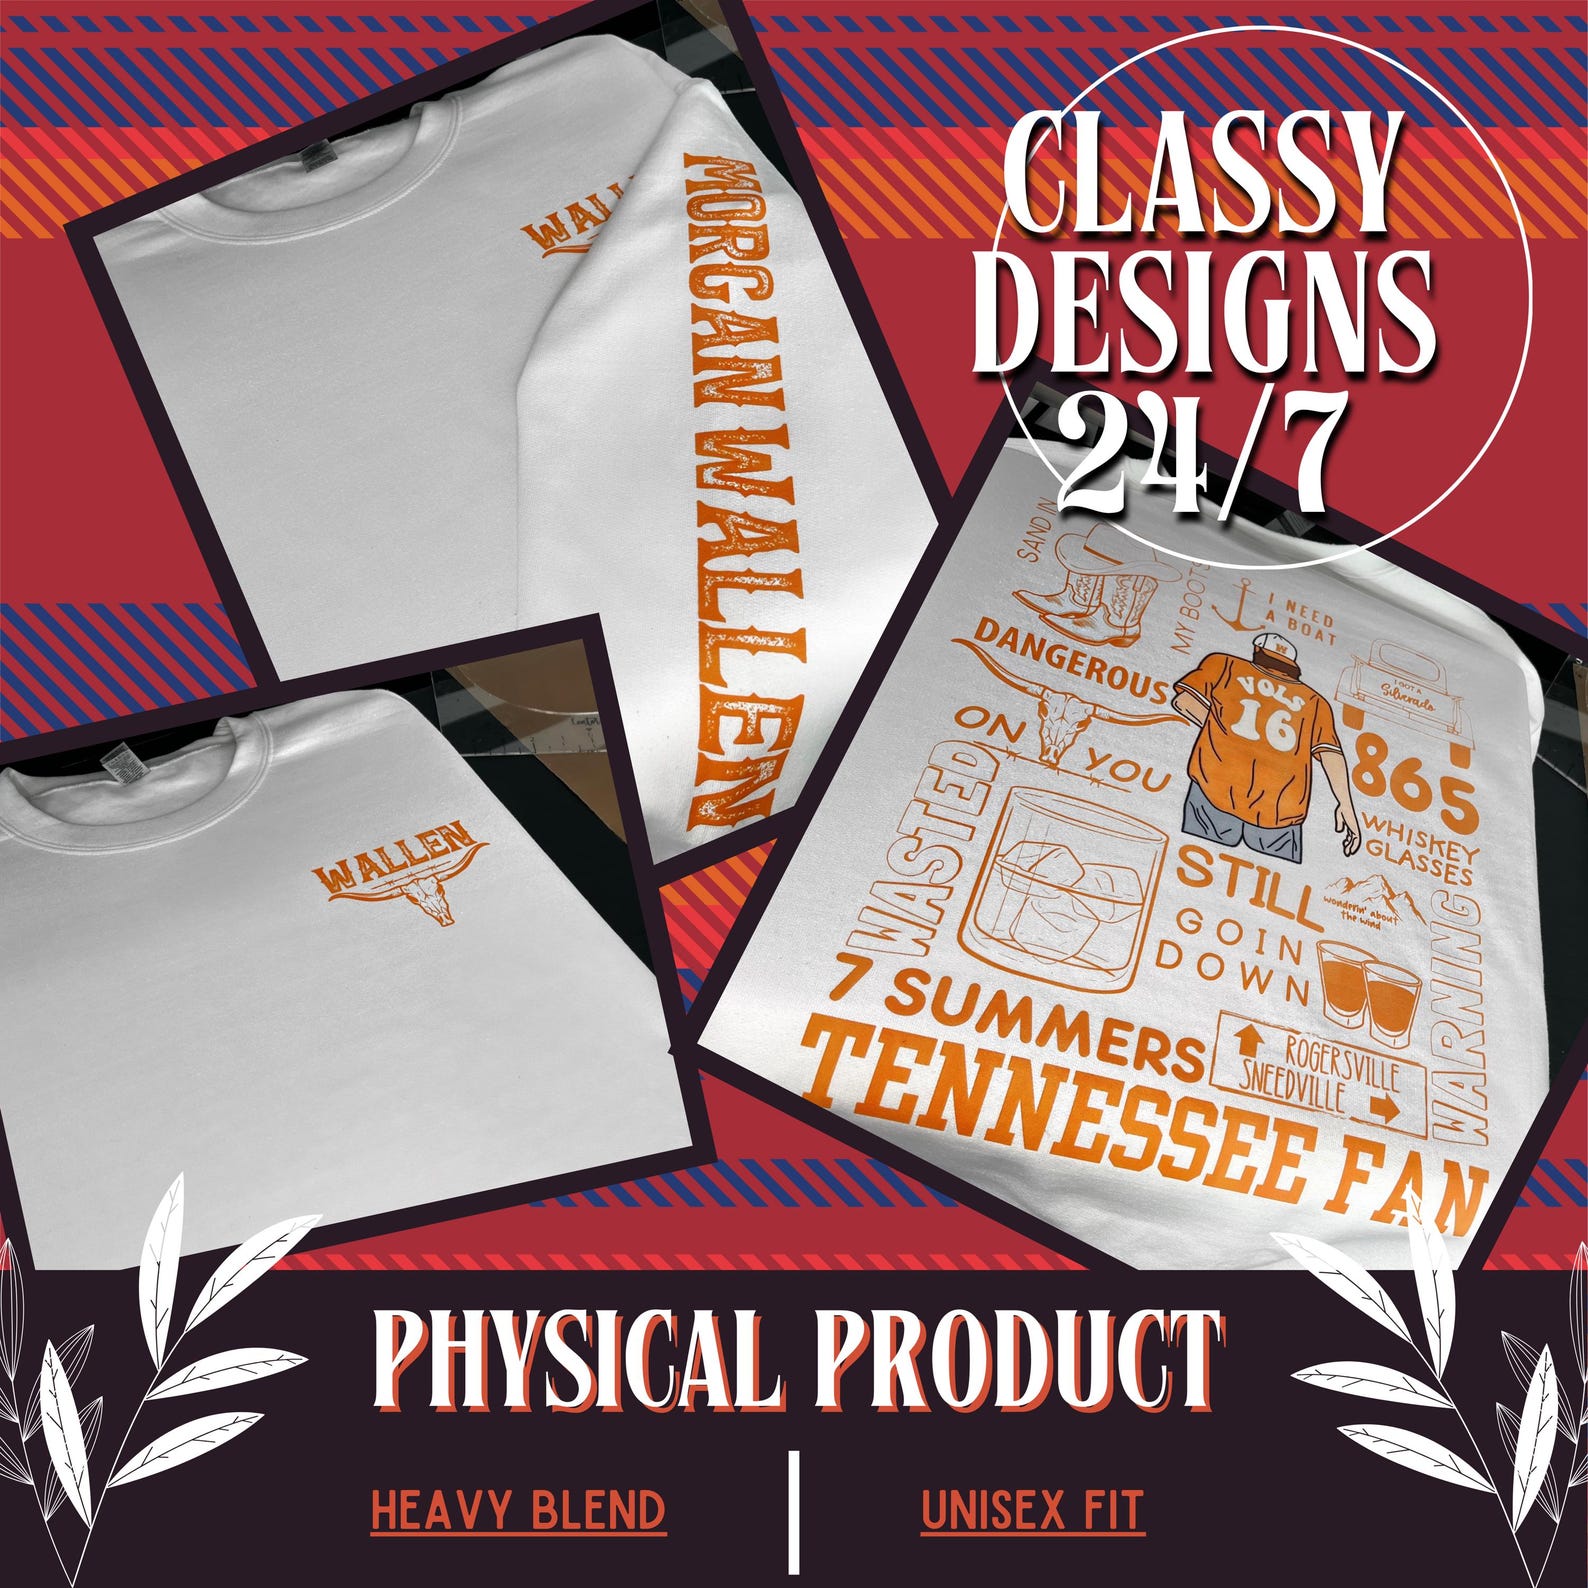 CLASSY
DESIGNS
24/7
WALL
MORGAN WALLEN
WALLEN
SAND IN
MY BOOTS
I NEED
A BOAT
DANGEROUS
W
VOLS
16
I GOT A
Silverado
ON
YOU
865
WHISKEY
GLASSES
WASTED
STILL
GOIN
DOWN
wonderin' about
the wind
WARNING
7 SUMMERS
ROGERSVILLE
SNEEDVILLE
TENNESSEE FAN
PHYSICAL PRODUCT
HEAVY BLEND
UNISEX FIT